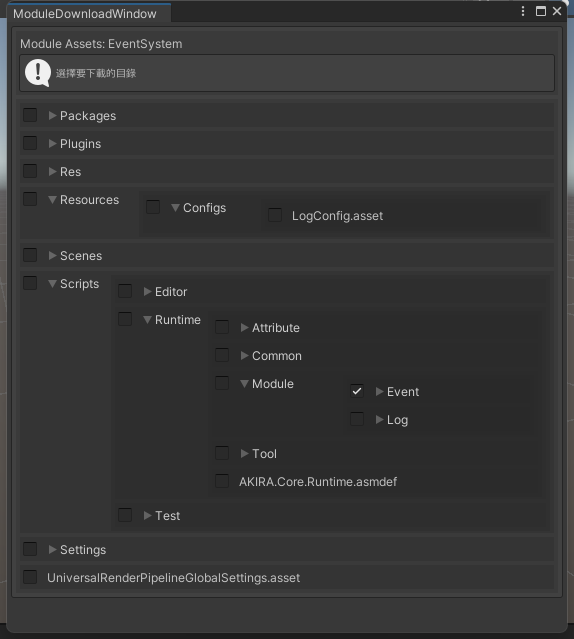 ModuleDownloadWindow
Module Assets: EventSystem
選擇要下載的目錄
Packages
Plugins
Res
Resources
Configs
LogConfig.asset
Scenes
Scripts
Editor
Runtime
Attribute
Common
Module
Event
Log
Tool
AKIRA.Core.Runtime.asmdef
Test
Settings
UniversalRenderPipelineGlobalSettings.asset